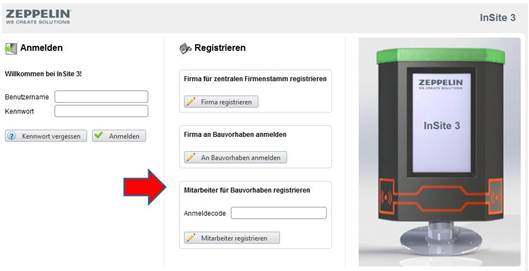 ZEPPELIN
WE CREATE SOLUTIONS
InSite 3
Anmelden
Willkommen bei InSite 3!
Benutzername
Kennwort
Kennwort vergessen
Anmelden
Registrieren
Firma für zentralen Firmenstamm registrieren
Firma registrieren
Firma an Bauvorhaben anmelden
An Bauvorhaben anmelden
Mitarbeiter für Bauvorhaben registrieren
Anmeldecode
Mitarbeiter registrieren
ZEPPELIN
WE CREATE SOLUTIONS
InSite 3